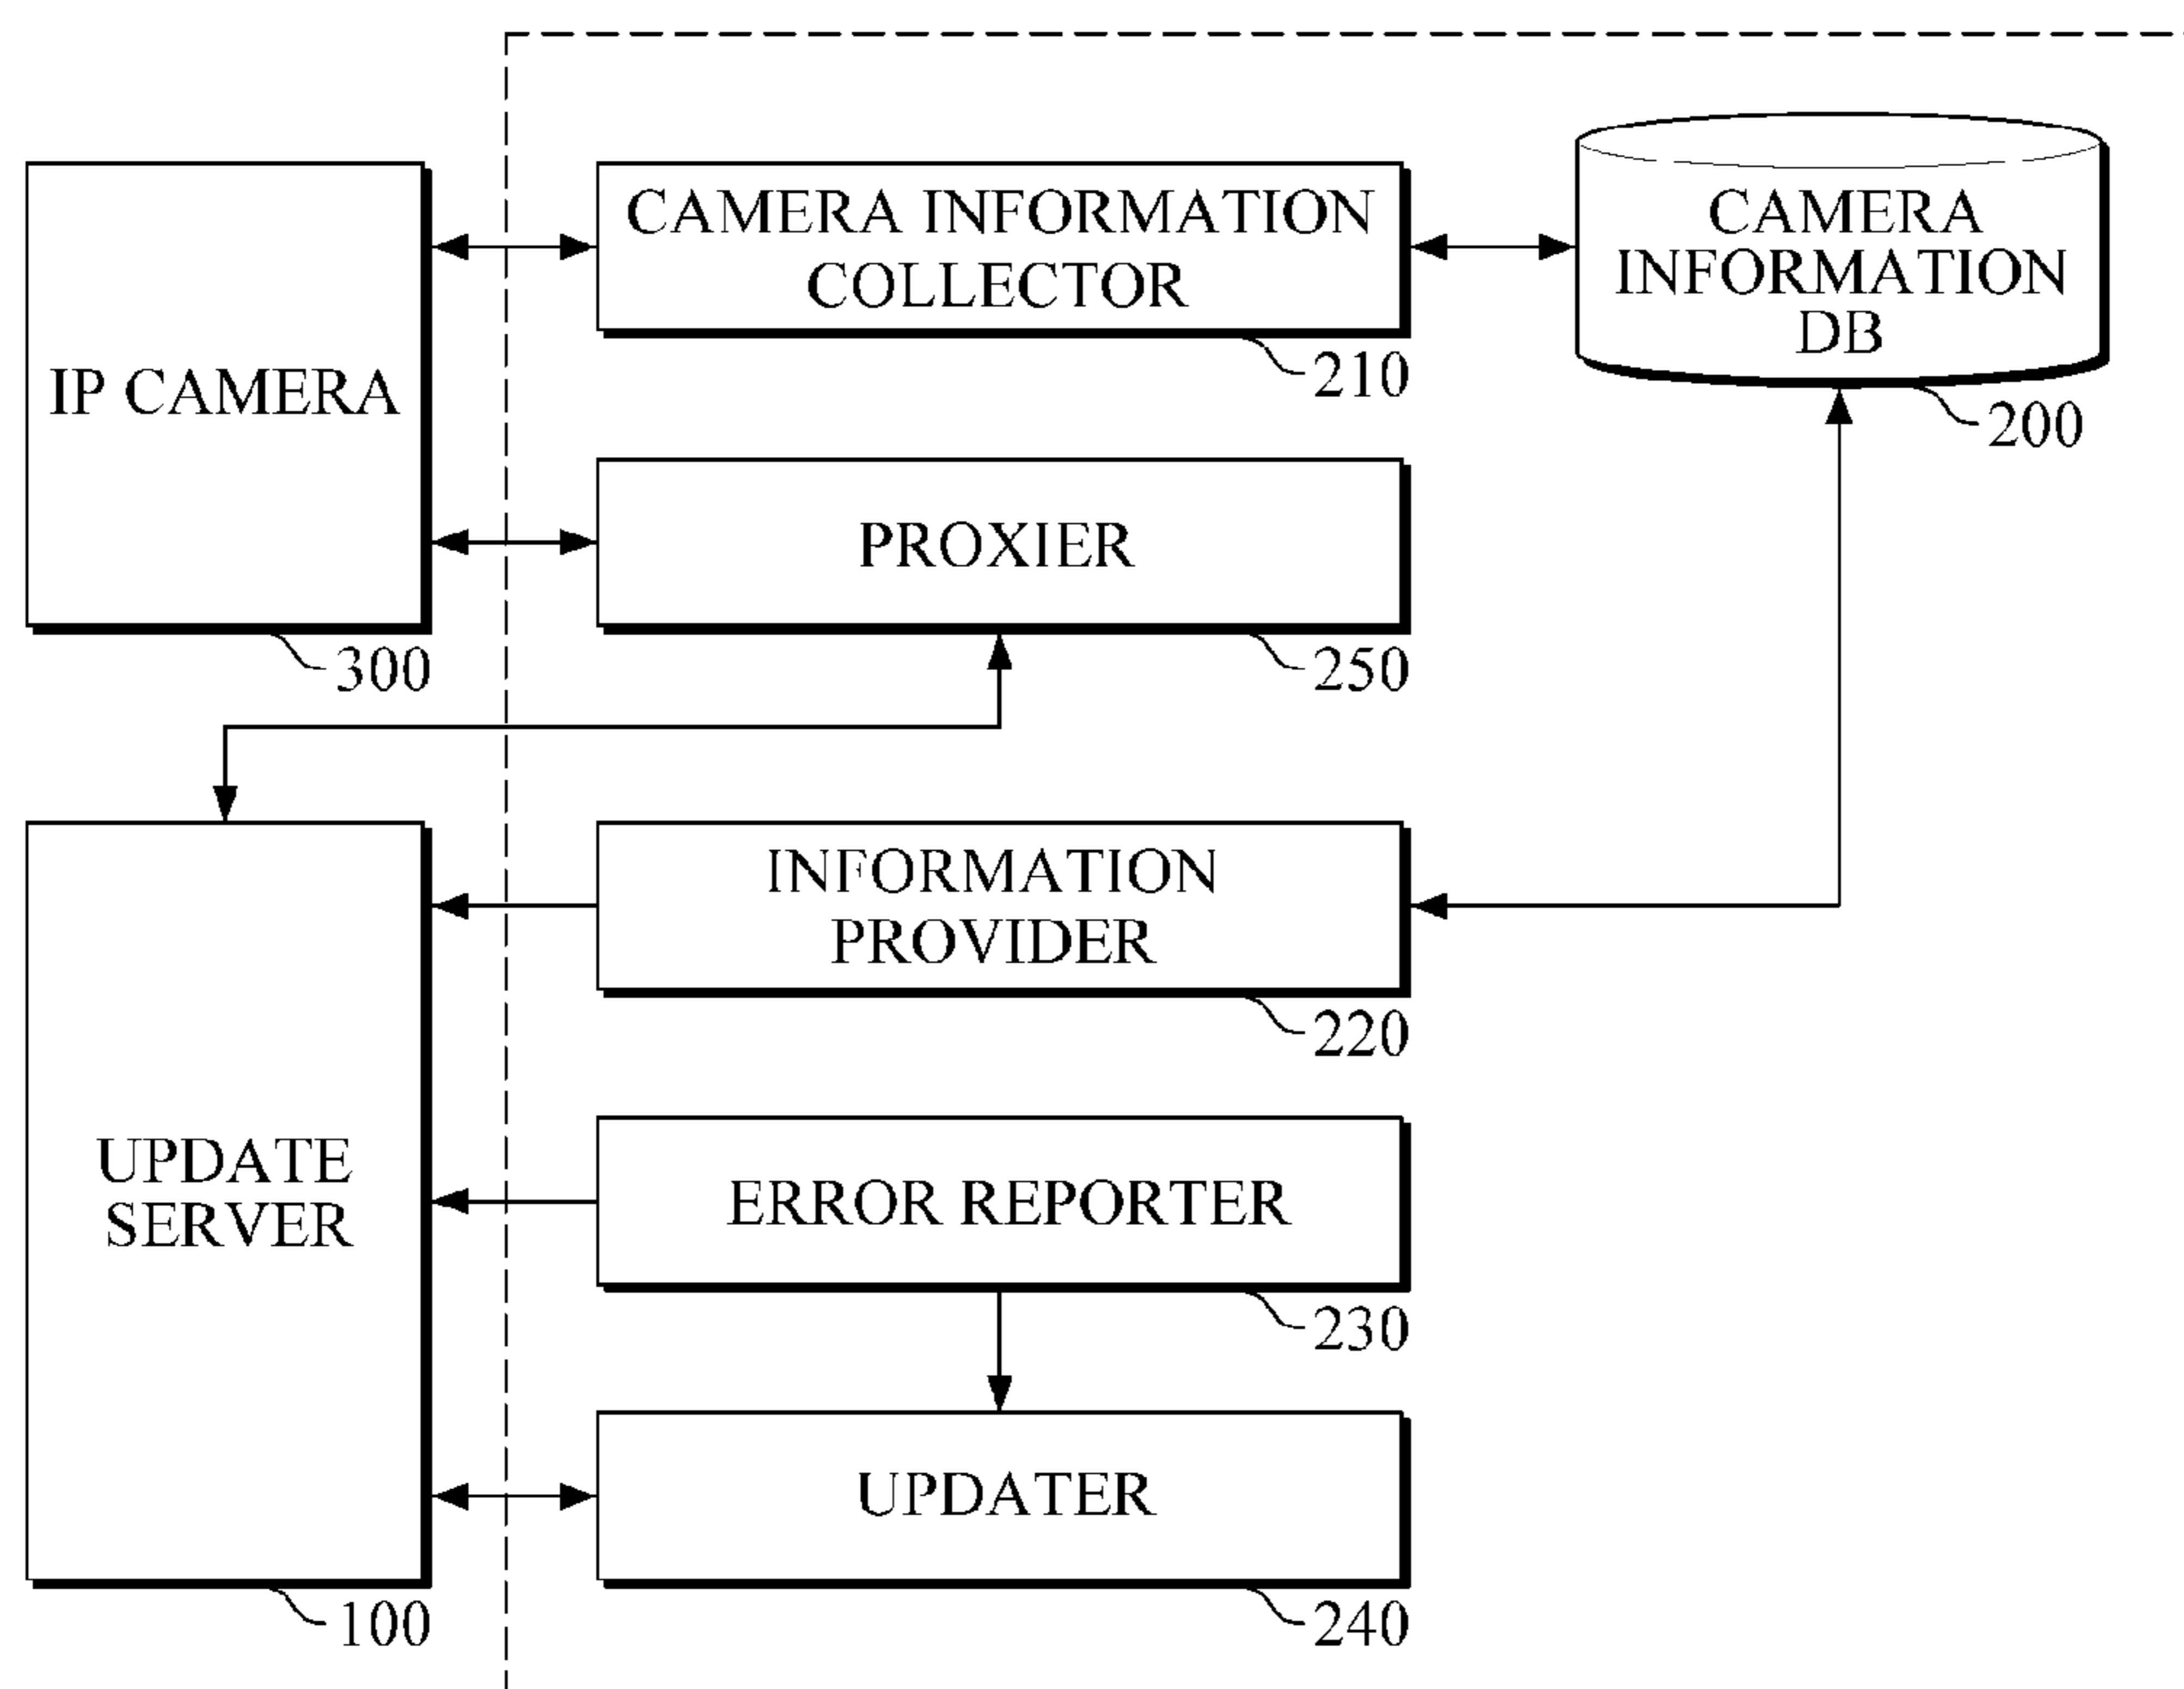 CAMERA INFORMATION
COLLECTOR
210
CAMERA
INFORMATION
DB
200
IP CAMERA
300
PROXIER
250
UPDATE
SERVER
100
INFORMATION
PROVIDER
220
ERROR REPORTER
230
UPDATER
240